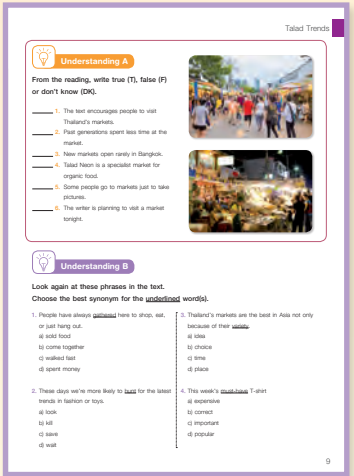 Talad Trends
Understanding A
From the reading, write true (T), false (F)
or don't know (DK).
1. The text encourages people to visit
Thailand's markets.
2. Past generations spent less time at the
market.
3. New markets open rarely in Bangkok.
4. Talad Neon is a specialist market for
organic food.
5. Some people go to markets just to take
pictures.
6. The writer is planning to visit a market
tonight.
Understanding B
Look again at these phrases in the text.
Choose the best synonym for the underlined word(s).
1. People have always gathered here to shop, eat,
or just hang out.
a) sold food
b) come together
c) walked fast
d) spent money
2. These days we're more likely to hunt for the latest
trends in fashion or toys.
a) look
b) kill
c) save
d) wait
3. Thailand's markets are the best in Asia not only
because of their variety.
a) idea
b) choice
c) time
d) place
4. This week's must-have T-shirt
a) expensive
b) correct
c) important
d) popular
9